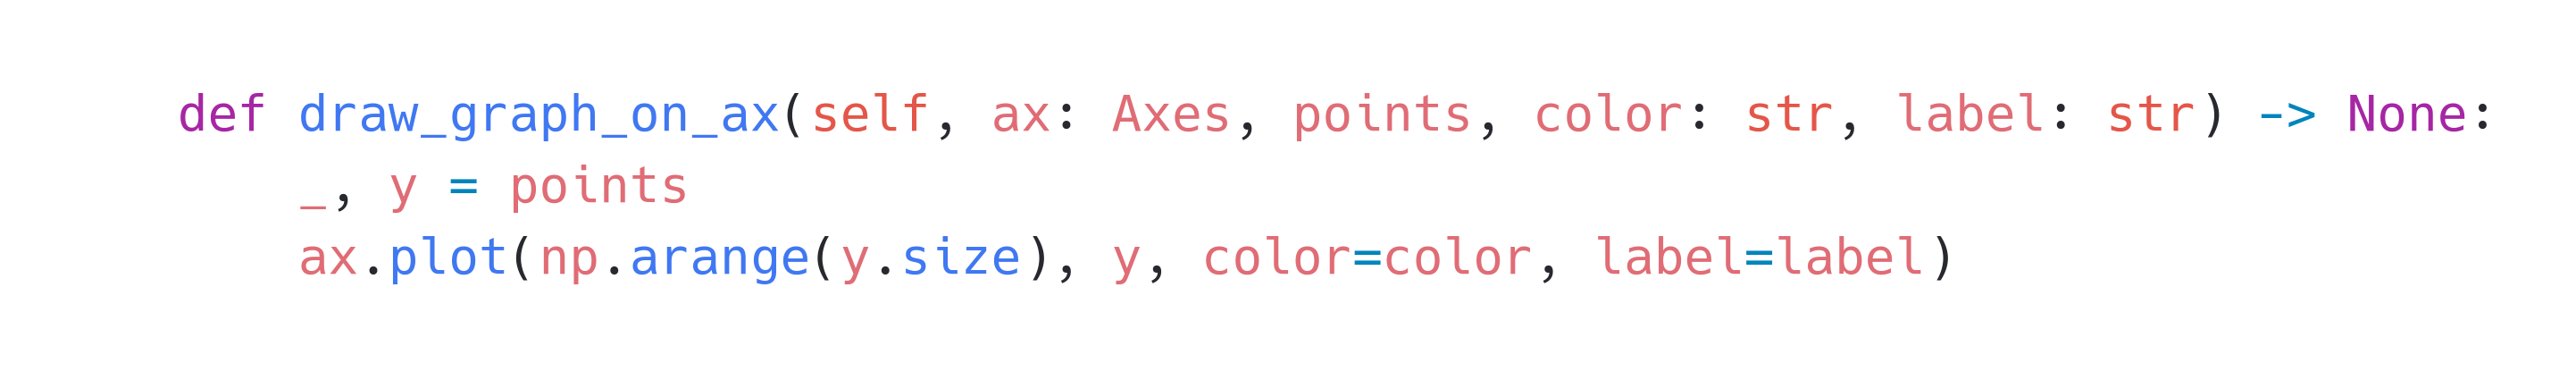 def draw_graph_on_ax(self, ax: Axes, points, color: str, label: str) -> None:
    _, y = points
    ax.plot(np.arange(y.size), y, color=color, label=label)